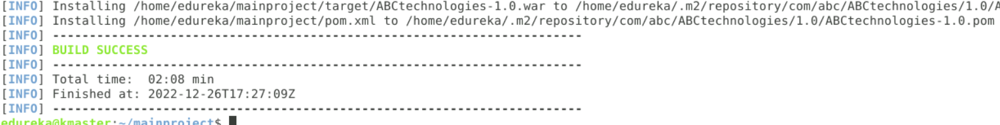 [INFO] Installing /home/edureka/mainproject/target/ABCtechnologies-1.0.war to /home/edureka/.m2/repository/com/abc/ABCtechnologies/1.0/A
[INFO] Installing /home/edureka/mainproject/pom.xml to /home/edureka/.m2/repository/com/abc/ABCtechnologies/1.0/ABCtechnologies-1.0.pom
[INFO] ------------------------------------------------------------------------
[INFO] BUILD SUCCESS
[INFO] ------------------------------------------------------------------------
[INFO] Total time:  02:08 min
[INFO] Finished at: 2022-12-26T17:27:09Z
[INFO] ------------------------------------------------------------------------
edureka@kmaster:~/mainproject$